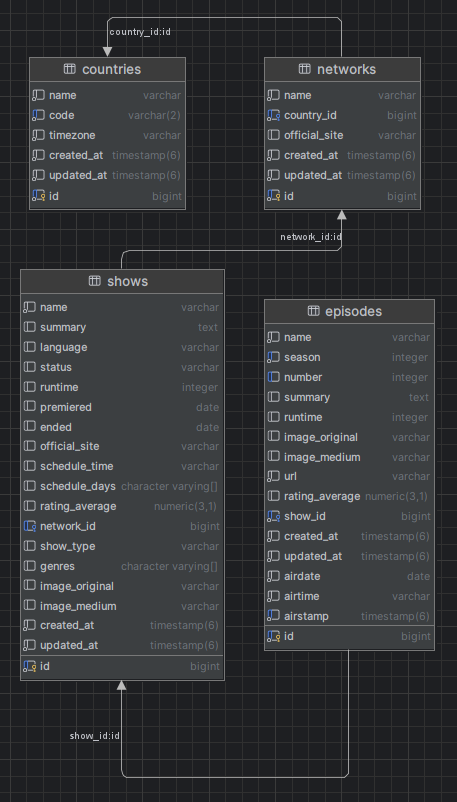 country_id:id
countries
name varchar
code varchar(2)
timezone varchar
created_at timestamp(6)
updated_at timestamp(6)
id bigint
networks
name varchar
country_id bigint
official_site varchar
created_at timestamp(6)
updated_at timestamp(6)
id bigint
network_id:id
shows
name varchar
summary text
language varchar
status varchar
runtime integer
premiered date
ended date
official_site varchar
schedule_time varchar
schedule_days character varying[]
rating_average numeric(3,1)
network_id bigint
show_type varchar
genres character varying[]
image_original varchar
image_medium varchar
created_at timestamp(6)
updated_at timestamp(6)
id bigint
episodes
name varchar
season integer
number integer
summary text
runtime integer
image_original varchar
image_medium varchar
url varchar
rating_average numeric(3,1)
show_id bigint
created_at timestamp(6)
updated_at timestamp(6)
airdate date
airtime varchar
airstamp timestamp(6)
id bigint
show_id:id